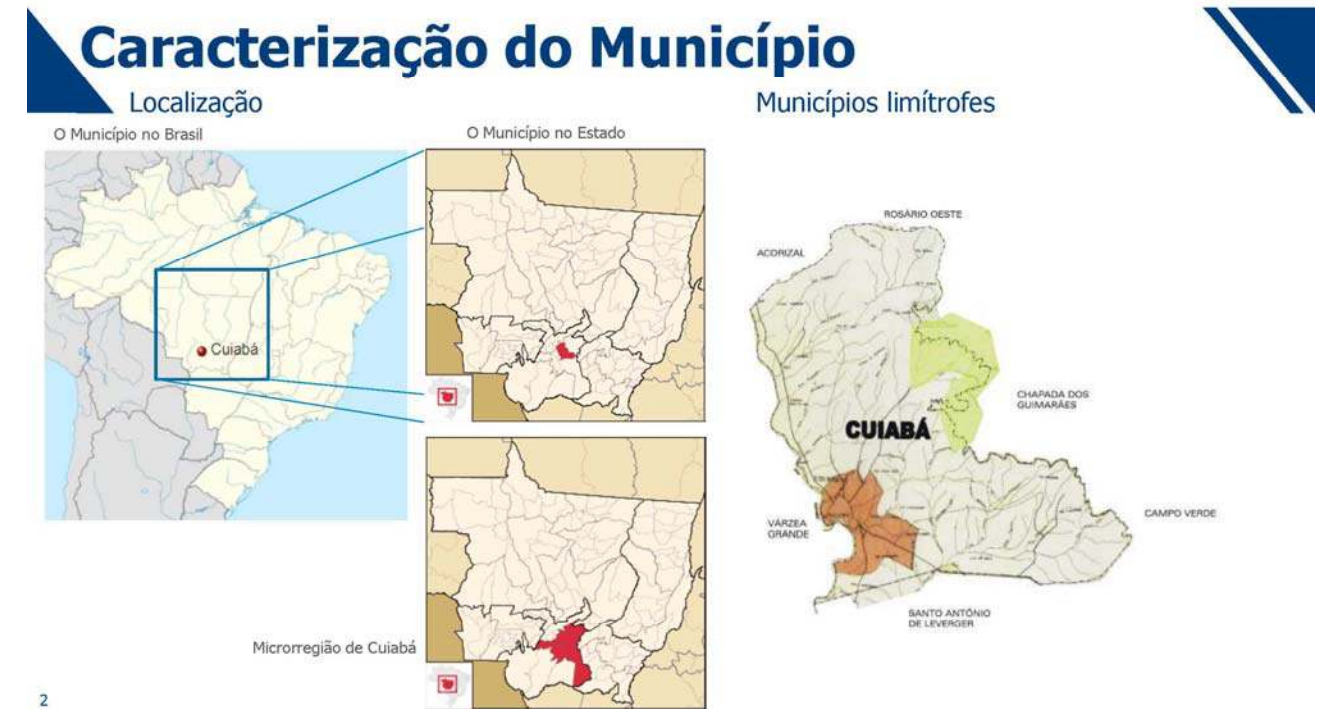 Caracterização do Município
Localização
Municípios limítrofes
O Município no Brasil
O Município no Estado
Cuiabá
Microrregião de Cuiabá
ROSÁRIO OESTE
ACORIZAL
CHAPADA DOS
GUIMARÃES
CUIABÁ
CAMPO VERDE
VÁRZEA
GRANDE
SANTO ANTÔNIO
DE LEVERGER
2